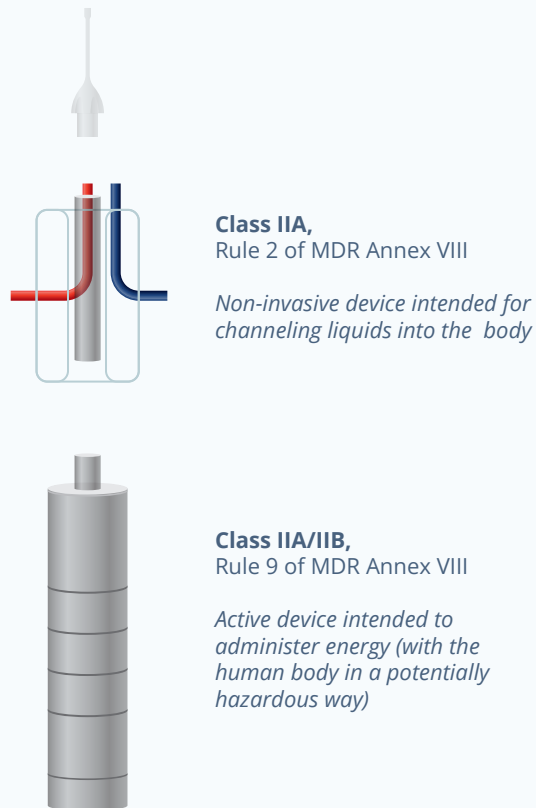 Class IIA,
Rule 2 of MDR Annex VIII
Non-invasive device intended for
channeling liquids into the  body
Class IIA/IIB,
Rule 9 of MDR Annex VIII
Active device intended to
administer energy (with the
human body in a potentially
hazardous way)